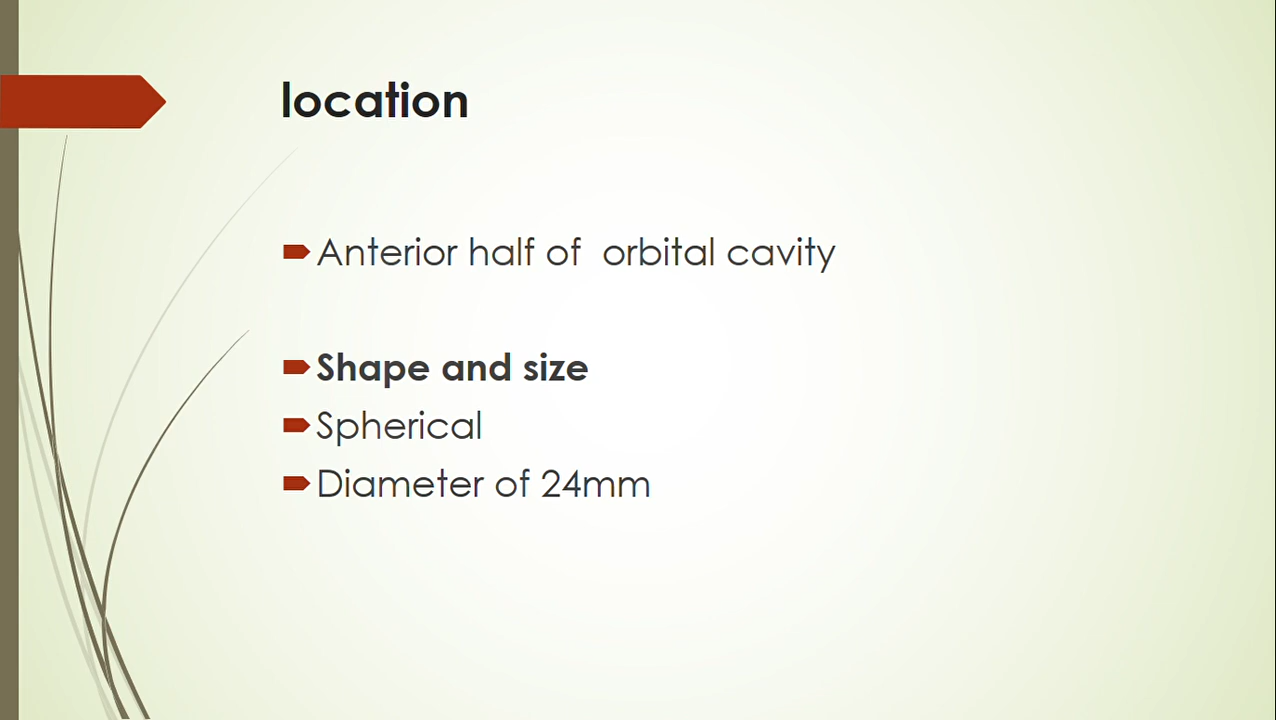 location
Anterior half of  orbital cavity
Shape and size
Spherical
Diameter of 24mm